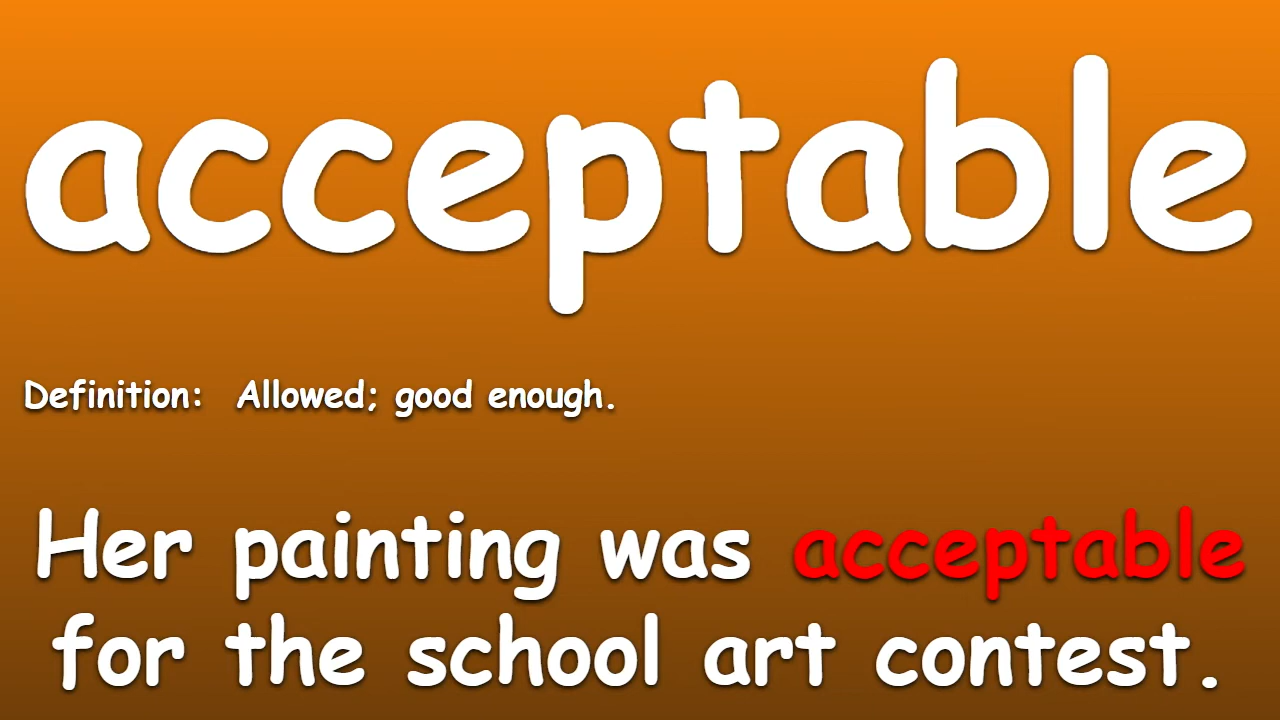 acceptable
Definition: Allowed; good enough.
Her painting was acceptable
for the school art contest.